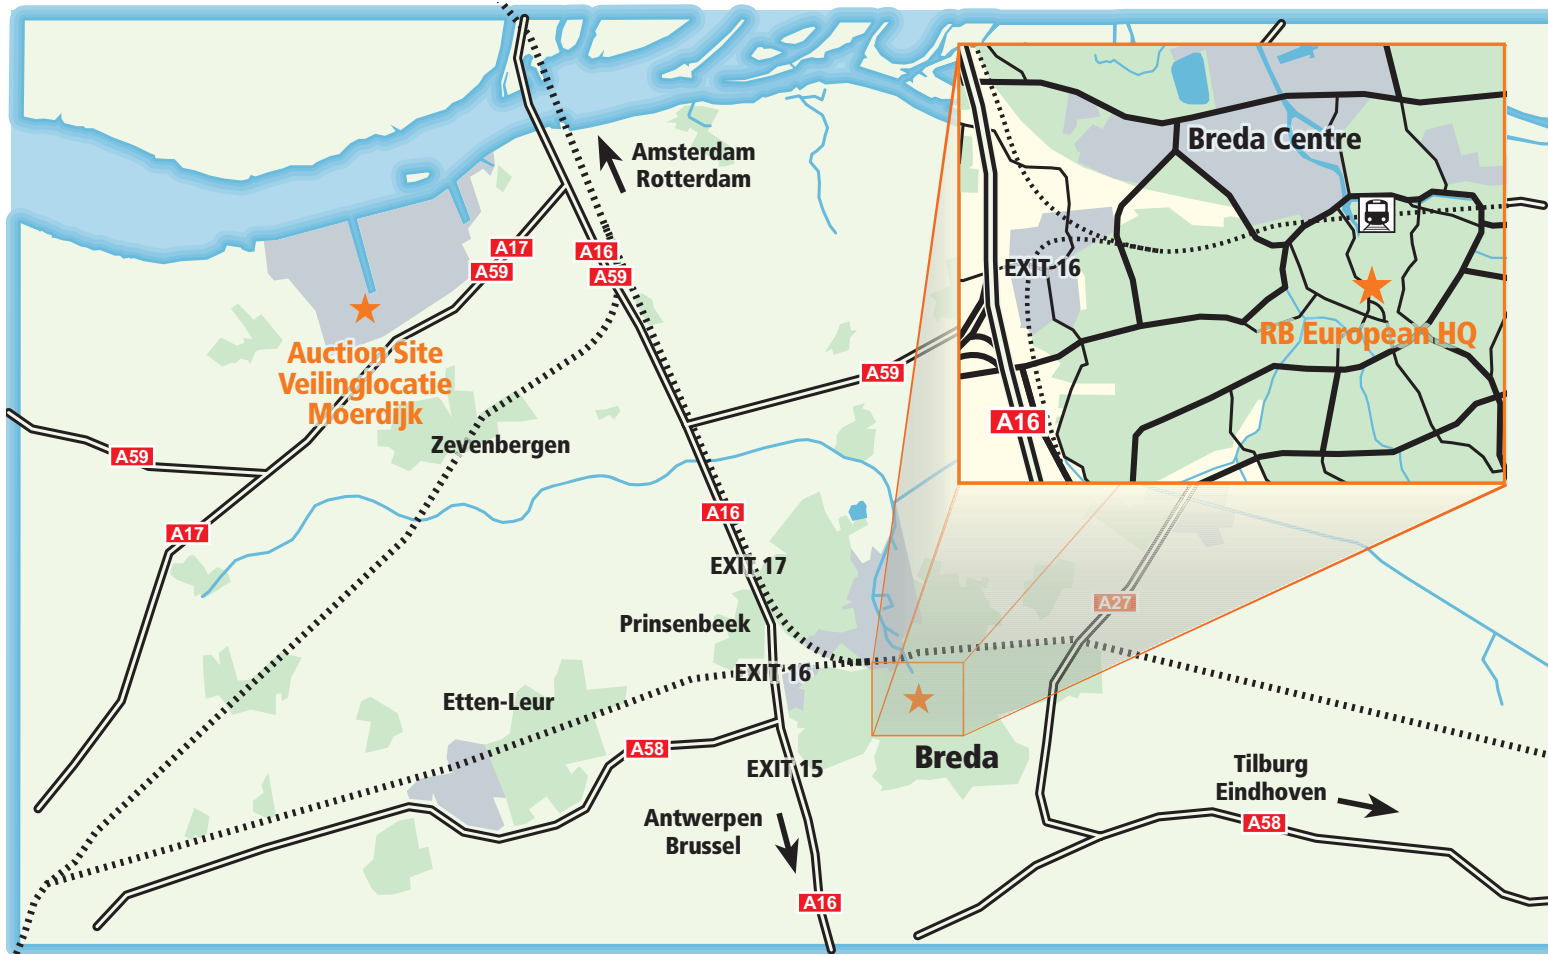 Amsterdam
Rotterdam
Breda Centre
A17
A59
A16
A59
EXIT 16
RB European HQ
Auction Site
Veilinglocatie
Moerdijk
A59
A16
Zevenbergen
A59
A17
A16
EXIT 17
A27
Prinsenbeek
EXIT 16
Etten-Leur
A58
Breda
EXIT 15
Tilburg
Eindhoven
A58
Antwerpen
Brussel
A16